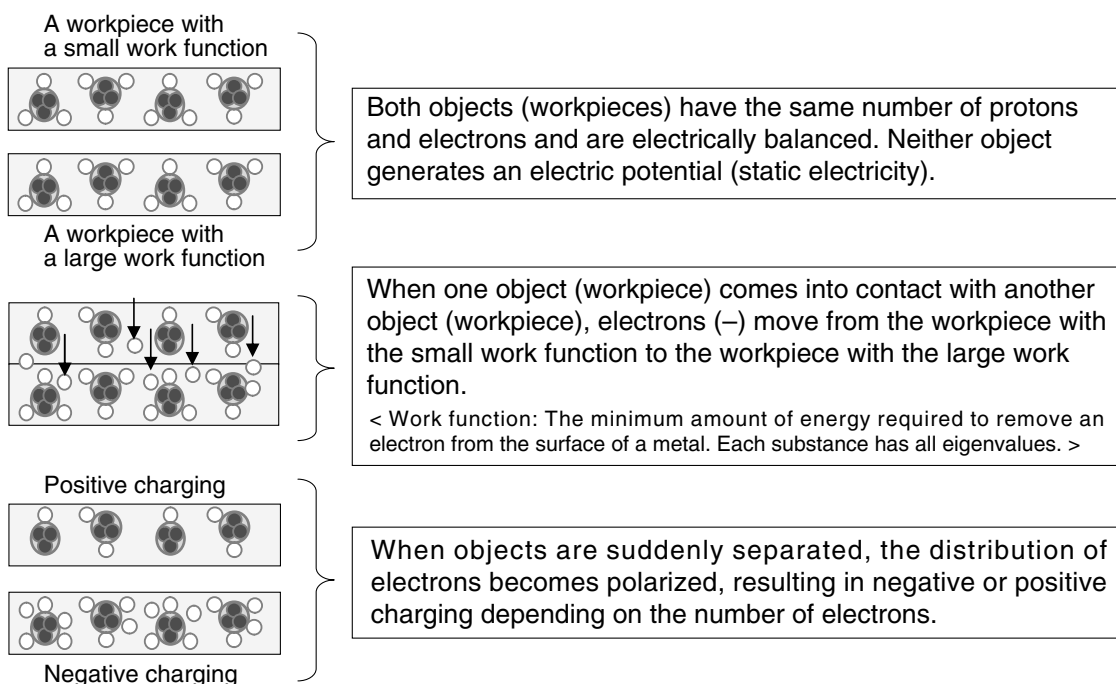 A workpiece with
a small work function
Both objects (workpieces) have the same number of protons
and electrons and are electrically balanced. Neither object
generates an electric potential (static electricity).
A workpiece with
a large work function
When one object (workpiece) comes into contact with another
object (workpiece), electrons (–) move from the workpiece with
the small work function to the workpiece with the large work
function.
< Work function: The minimum amount of energy required to remove an
electron from the surface of a metal. Each substance has all eigenvalues. >
Positive charging
When objects are suddenly separated, the distribution of
electrons becomes polarized, resulting in negative or positive
charging depending on the number of electrons.
Negative charging